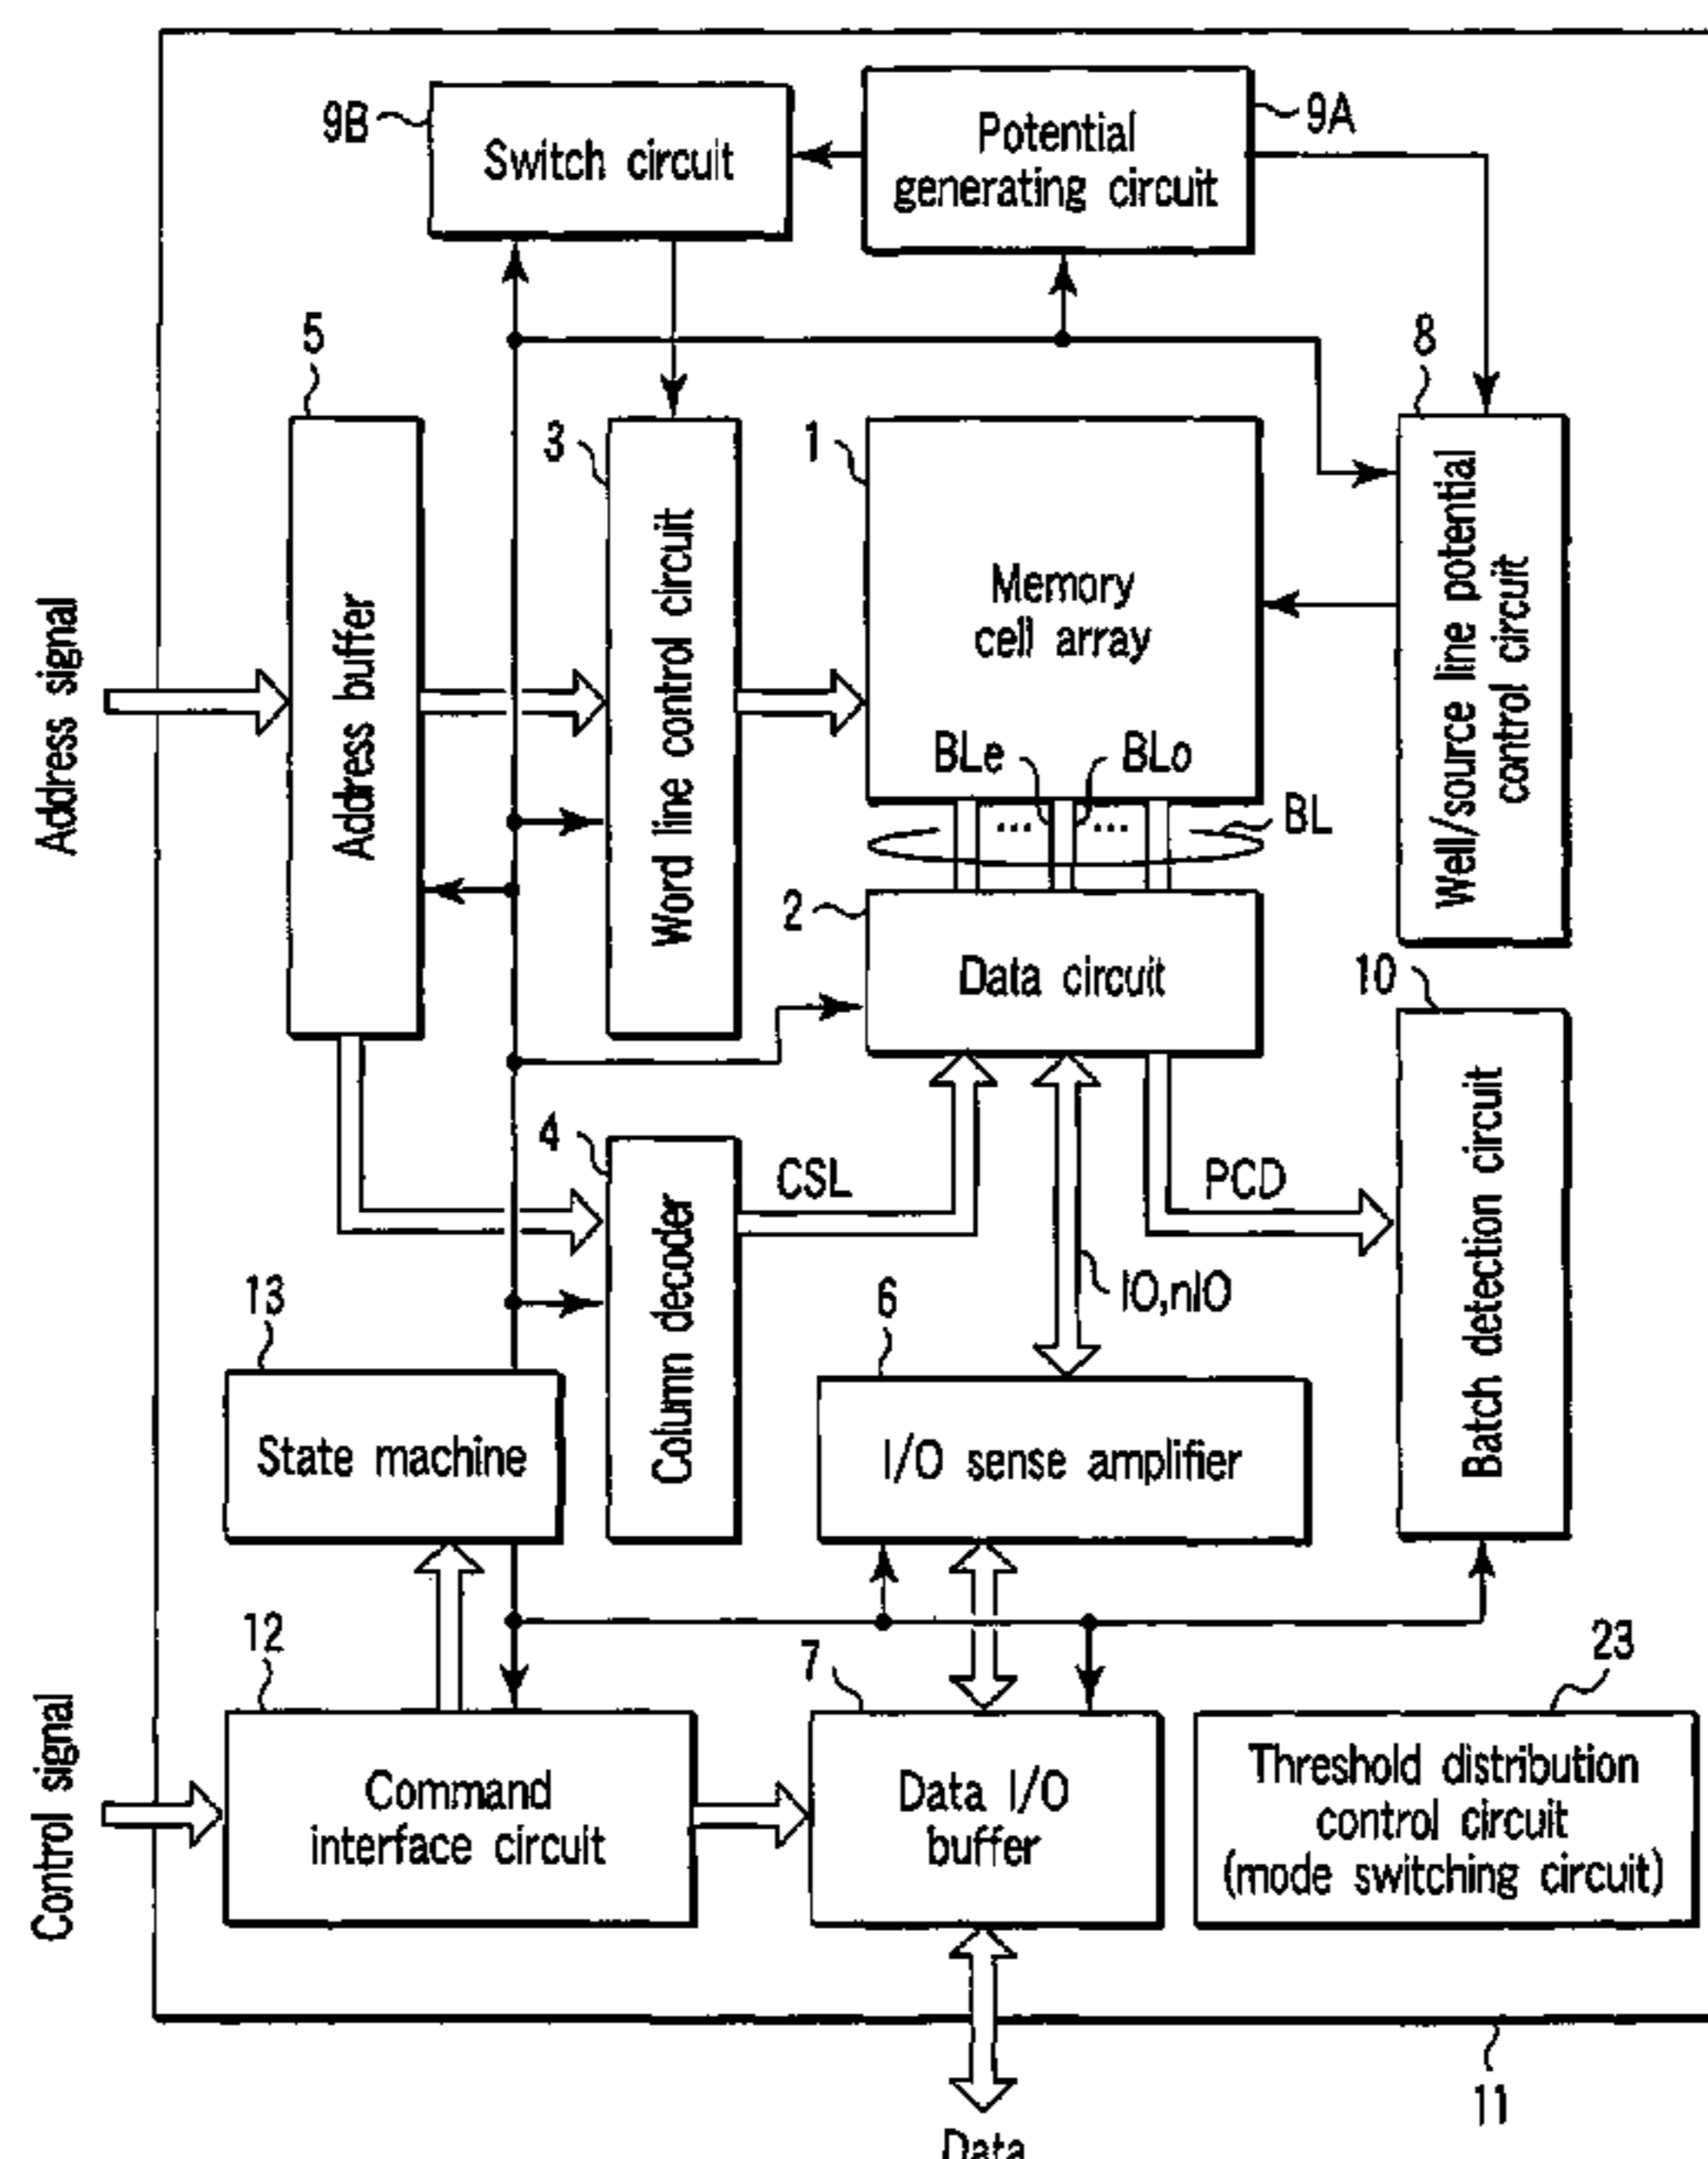 9B
Switch circuit
Potential
generating circuit
9A
5
3
1
8
Address signal
Address buffer
Word line control circuit
Memory
cell array
Well/source line potential
control circuit
BLe
BLo
BL
2
Data circuit
10
4
CSL
PCD
Column decoder
IO,nIO
Batch detection circuit
13
State machine
6
I/O sense amplifier
12
7
23
Control signal
Command
interface circuit
Data I/O
buffer
Threshold distribution
control circuit
(mode switching circuit)
11
Data